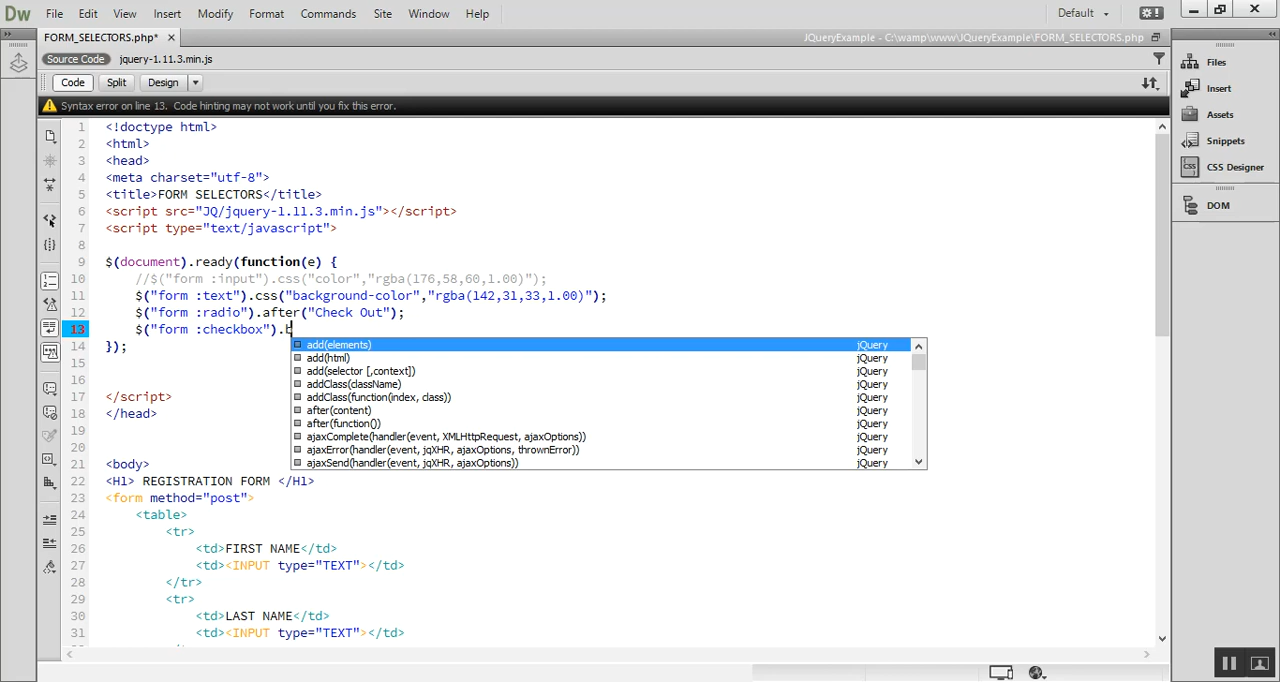 Dw File Edit View Insert Modify Format Commands Site Window Help Default
FORM_SELECTORS.php* JQueryExample - C:\wamp\www\JQueryExample\FORM_SELECTORS.php
Source Code jquery-1.11.3.min.js
Code Split Design
Syntax error on line 13. Code hinting may not work until you fix this error.
1 <!doctype html>
2 <html>
3 <head>
4 <meta charset="utf-8">
5 <title>FORM SELECTORS</title>
6 <script src="JQ/jquery-1.11.3.min.js"></script>
7 <script type="text/javascript">
8
9 $(document).ready(function(e) {
10 //$("form :input").css("color","rgba(176,58,60,1.00)");
11 $("form :text").css("background-color","rgba(142,31,33,1.00)");
12 $("form :radio").after("Check Out");
13 $("form :checkbox").b
14 });
15
16
17 </script>
18 </head>
19
20
21 <body>
22 <H1> REGISTRATION FORM </H1>
23 <form method="post">
24 <table>
25 <tr>
26 <td>FIRST NAME</td>
27 <td><INPUT type="TEXT"></td>
28 </tr>
29 <tr>
30 <td>LAST NAME</td>
31 <td><INPUT type="TEXT"></td>
add(elements) jQuery
add(html) jQuery
add(selector [,context]) jQuery
addClass(className) jQuery
addClass(function(index, class)) jQuery
after(content) jQuery
after(function()) jQuery
ajaxComplete(handler(event, XMLHttpRequest, ajaxOptions)) jQuery
ajaxError(handler(event, jqXHR, ajaxOptions, thrownError)) jQuery
ajaxSend(handler(event, jqXHR, ajaxOptions)) jQuery
Files
Insert
Assets
Snippets
CSS Designer
DOM